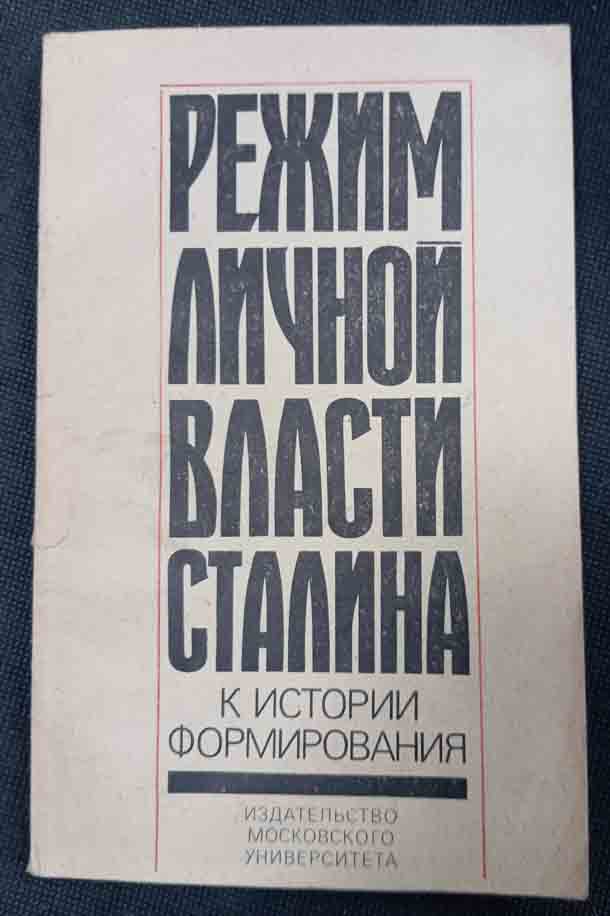 РЕЖИМ
ЛИЧНОЙ
ВЛАСТИ
СТАЛИНА
К ИСТОРИИ
ФОРМИРОВАНИЯ
ИЗДАТЕЛЬСТВО
МОСКОВСКОГО
УНИВЕРСИТЕТА